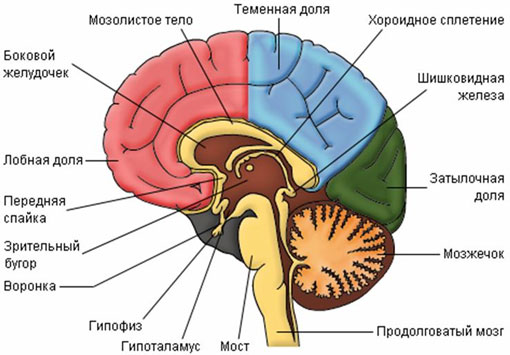 Теменная доля
Мозолистое тело
Хороидное сплетение
Боковой
желудочек
Шишковидная
железа
Лобная доля
Затылочная
доля
Передняя
спайка
Зрительный
бугор
Мозжечок
Воронка
Гипофиз
Продолговатый мозг
Гипоталамус
Мост